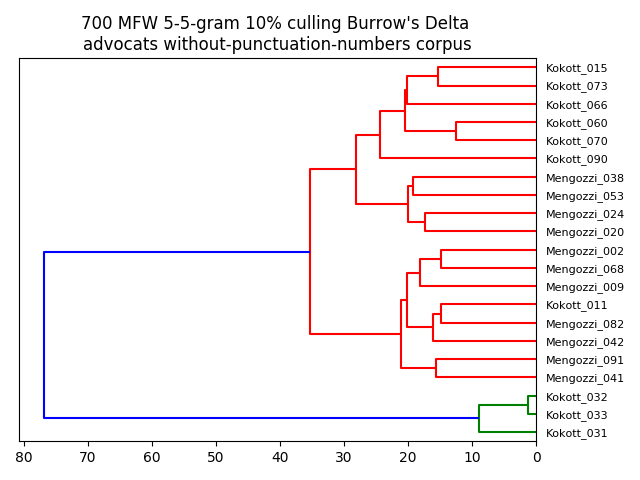 700 MFW 5-5-gram 10% culling Burrow's Delta
advocats without-punctuation-numbers corpus
Kokott_015
Kokott_073
Kokott_066
Kokott_060
Kokott_070
Kokott_090
Mengozzi_038
Mengozzi_053
Mengozzi_024
Mengozzi_020
Mengozzi_002
Mengozzi_068
Mengozzi_009
Kokott_011
Mengozzi_082
Mengozzi_042
Mengozzi_091
Mengozzi_041
Kokott_032
Kokott_033
Kokott_031
80 70 60 50 40 30 20 10 0